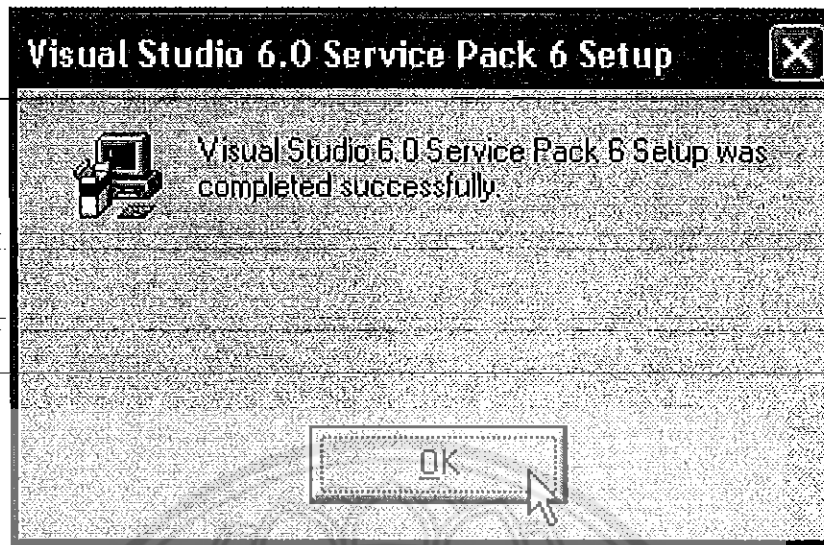 Visual Studio 6.0 Service Pack 6 Setup
Visual Studio 6.0 Service Pack 6 Setup was
completed successfully.
OK